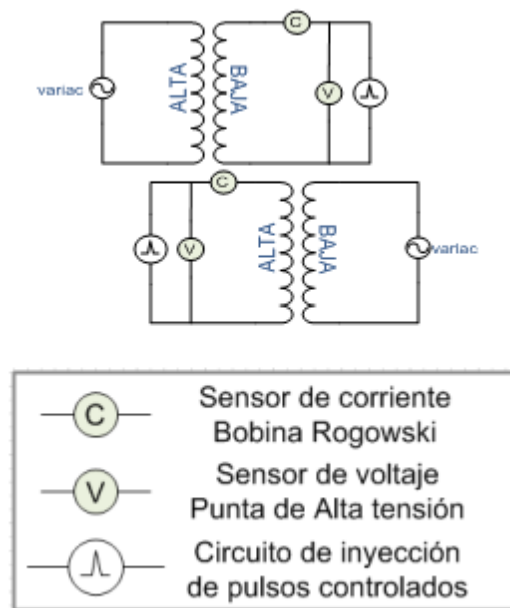 C
variac
ALTA
BAJA
V
C
V
ALTA
BAJA
variac
C
Sensor de corriente
Bobina Rogowski
V
Sensor de voltaje
Punta de Alta tensión
Circuito de inyección
de pulsos controlados